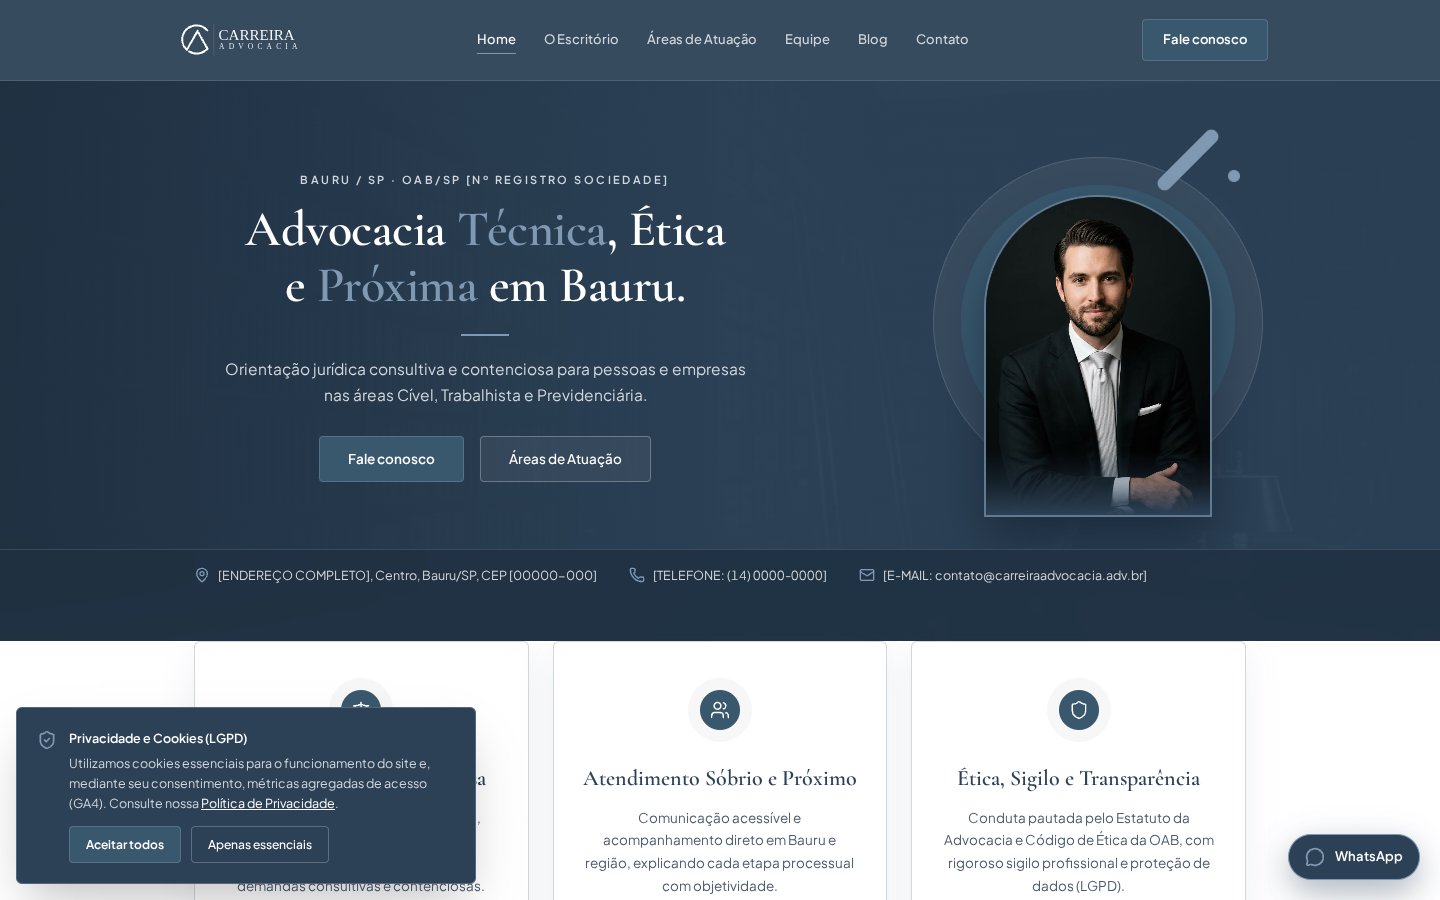 CARREIRA
ADVOCACIA
Home
O Escritório
Áreas de Atuação
Equipe
Blog
Contato
Fale conosco
BAURU / SP · OAB/SP [Nº REGISTRO SOCIEDADE]
Advocacia Técnica, Ética
e Próxima em Bauru.
Orientação jurídica consultiva e contenciosa para pessoas e empresas
nas áreas Cível, Trabalhista e Previdenciária.
Fale conosco
Áreas de Atuação
[ENDEREÇO COMPLETO], Centro, Bauru/SP, CEP [00000-000]
[TELEFONE: (14) 0000-0000]
[E-MAIL: contato@carreiraadvocacia.adv.br]
demandas consultivas e contenciosas.
Atendimento Sóbrio e Próximo
Comunicação acessível e
acompanhamento direto em Bauru e
região, explicando cada etapa processual
com objetividade.
Ética, Sigilo e Transparência
Conduta pautada pelo Estatuto da
Advocacia e Código de Ética da OAB, com
rigoroso sigilo profissional e proteção de
dados (LGPD).
Privacidade e Cookies (LGPD)
Utilizamos cookies essenciais para o funcionamento do site e,
mediante seu consentimento, métricas agregadas de acesso
(GA4). Consulte nossa Política de Privacidade.
Aceitar todos
Apenas essenciais
WhatsApp